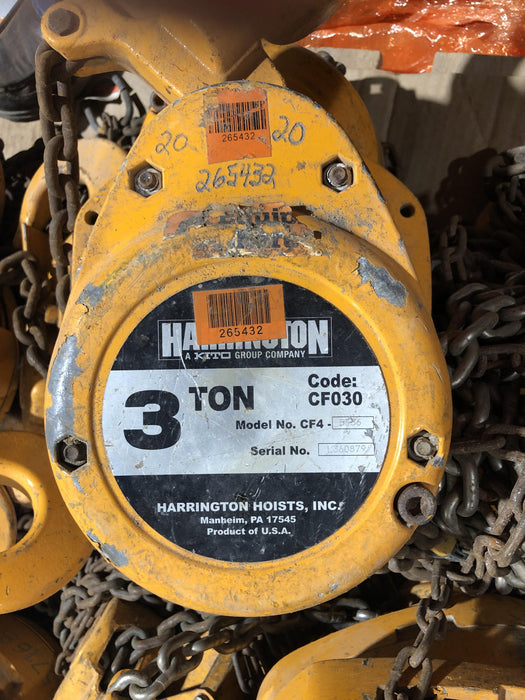 20
265432
20
265432
265432
HARRINGTON
A KITO GROUP COMPANY
3 TON
Code:
CF030
Model No. CF4 -
Serial No.
HARRINGTON HOISTS, INC.
Manheim, PA 17545
Product of U.S.A.